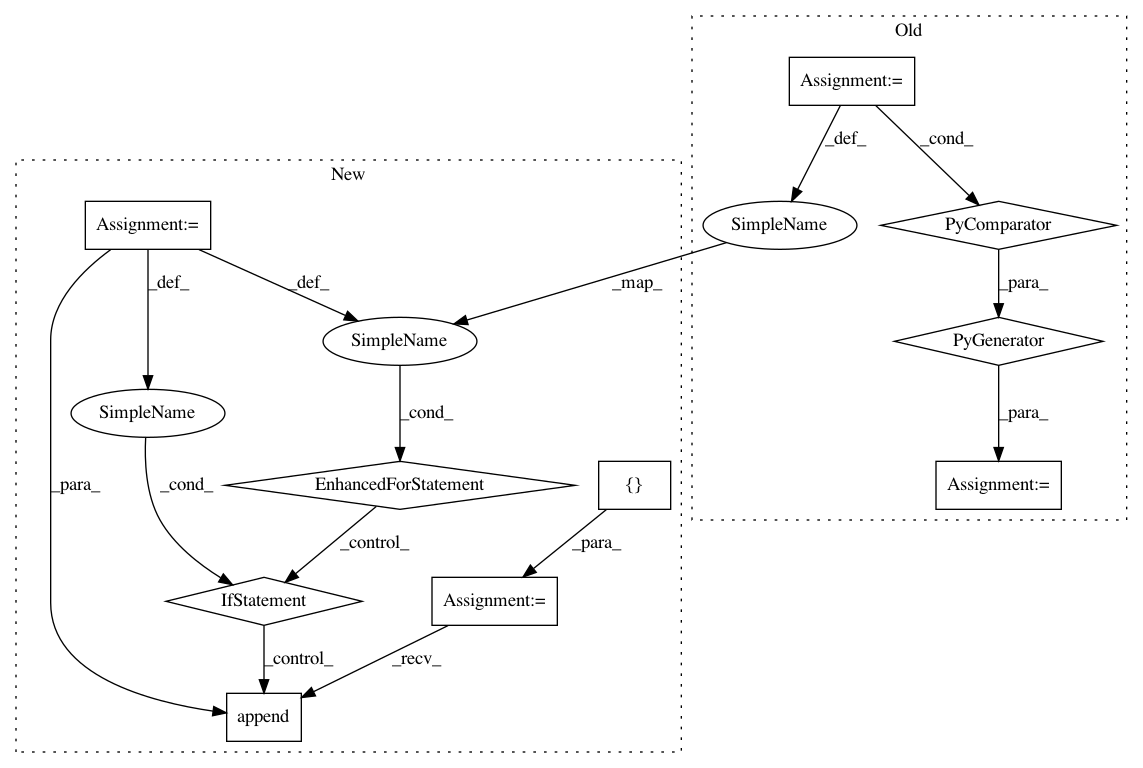 Old
Assignment:=
_def_
_cond_
New
Assignment:=
SimpleName
PyComparator
_def_
_def_
_map_
_para_
SimpleName
PyGenerator
SimpleName
_cond_
_para_
_para_
_cond_
EnhancedForStatement
{}
Assignment:=
_control_
_para_
IfStatement
Assignment:=
_control_
_recv_
append